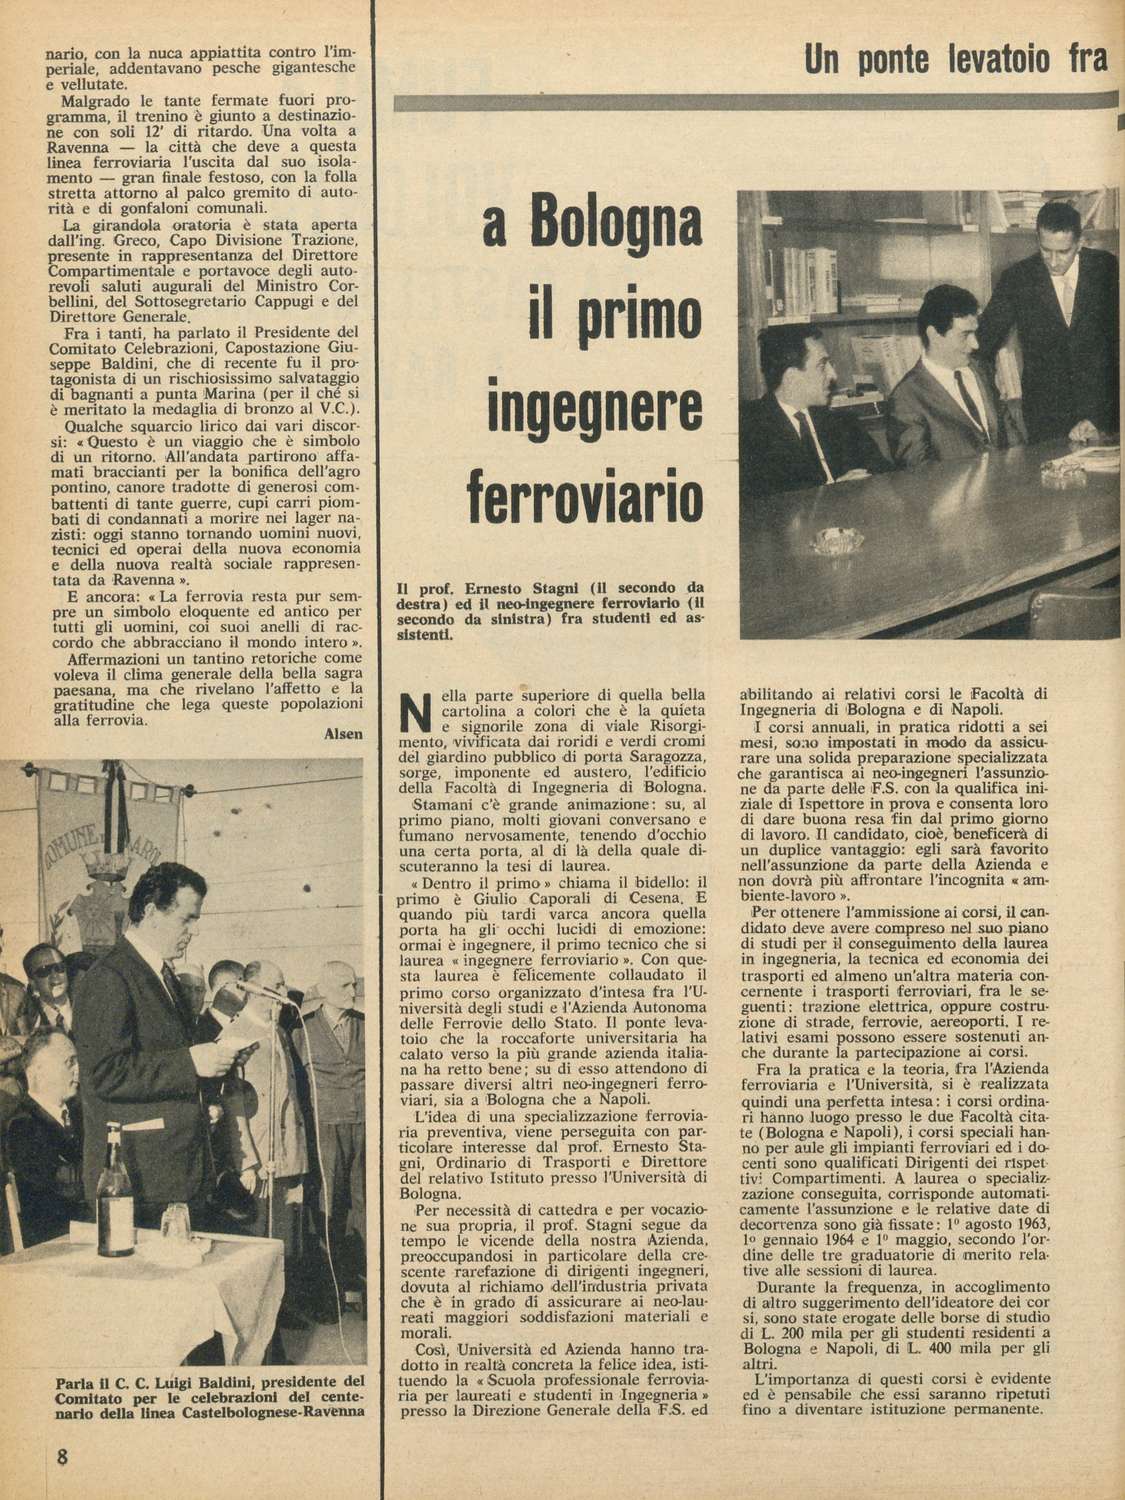 nario, con la nuca appiattita contro l'im-
periale, addentavano pesche gigantesche
e vellutate.
Malgrado le tante fermate fuori pro-
gramma, il trenino è giunto a destinazio-
ne con soli 12' di ritardo. Una volta a
Ravenna — la città che deve a questa
linea ferroviaria l'uscita dal suo isola-
mento — gran finale festoso, con la folla
stretta attorno al palco gremito di auto-
rità e di gonfaloni comunali.
La girandola oratoria è stata aperta
dall'ing. Greco, Capo Divisione Trazione,
presente in rappresentanza del Direttore
Compartimentale e portavoce degli auto-
revoli saluti augurali del Ministro Cor-
bellini, del Sottosegretario Cappugi e del
Direttore Generale.
Fra i tanti, ha parlato il Presidente del
Comitato Celebrazioni, Capostazione Giu-
seppe Baldini, che di recente fu il pro-
tagonista di un rischiosissimo salvataggio
di bagnanti a punta Marina (per il ché si
è meritato la medaglia di bronzo al V.C.).
Qualche squarcio lirico dai vari discor-
si: « Questo è un viaggio che è simbolo
di un ritorno. All'andata partirono affa-
mati braccianti per la bonifica dell'agro
pontino, canore tradotte di generosi com-
battenti di tante guerre, cupi carri piom-
bati di condannati a morire nei lager na-
zisti: oggi stanno tornando uomini nuovi,
tecnici ed operai della nuova economia
e della nuova realtà sociale rappresen-
tata da Ravenna ».
E ancora: « La ferrovia resta pur sem-
pre un simbolo eloquente ed antico per
tutti gli uomini, coi suoi anelli di rac-
cordo che abbracciano il mondo intero ».
Affermazioni un tantino retoriche come
voleva il clima generale della bella sagra
paesana, ma che rivelano l'affetto e la
gratitudine che lega queste popolazioni
alla ferrovia.
Alsen
COMUNE
Parla il C. C. Luigi Baldini, presidente del
Comitato per le celebrazioni del cente-
nario della linea Castelbolognese-Ravenna
8
Un ponte levatoio fra
a Bologna
il primo
ingegnere
ferroviario
Il prof. Ernesto Stagni (il secondo da
destra) ed il neo-ingegnere ferroviario (il
secondo da sinistra) fra studenti ed as-
sistenti.
Nella parte superiore di quella bella
cartolina a colori che è la quieta
e signorile zona di viale Risorgi-
mento, vivificata dai roridi e verdi cromi
del giardino pubblico di porta Saragozza,
sorge, imponente ed austero, l'edificio
della Facoltà di Ingegneria di Bologna.
Stamani c'è grande animazione: su, al
primo piano, molti giovani conversano e
fumano nervosamente, tenendo d'occhio
una certa porta, al di là della quale di-
scuteranno la tesi di laurea.
« Dentro il primo » chiama il bidello: il
primo è Giulio Caporali di Cesena. E
quando più tardi varca ancora quella
porta ha gli occhi lucidi di emozione:
ormai è ingegnere, il primo tecnico che si
laurea « ingegnere ferroviario ». Con que-
sta laurea è felicemente collaudato il
primo corso organizzato d'intesa fra l'U-
niversità degli studi e l'Azienda Autonoma
delle Ferrovie dello Stato. Il ponte leva-
toio che la roccaforte universitaria ha
calato verso la più grande azienda italia-
na ha retto bene; su di esso attendono di
passare diversi altri neo-ingegneri ferro-
viari, sia a Bologna che a Napoli.
L'idea di una specializzazione ferrovia-
ria preventiva, viene perseguita con par-
ticolare interesse dal prof. Ernesto Sta-
gni, Ordinario di Trasporti e Direttore
del relativo Istituto presso l'Università di
Bologna.
Per necessità di cattedra e per vocazio-
ne sua propria, il prof. Stagni segue da
tempo le vicende della nostra Azienda,
preoccupandosi in particolare della cre-
scente rarefazione di dirigenti ingegneri,
dovuta al richiamo dell'industria privata
che è in grado di assicurare ai neo-lau-
reati maggiori soddisfazioni materiali e
morali.
Così, Università ed Azienda hanno tra-
dotto in realtà concreta la felice idea, isti-
tuendo la « Scuola professionale ferrovia-
ria per laureati e studenti in Ingegneria »
presso la Direzione Generale della F.S. ed
abilitando ai relativi corsi le Facoltà di
Ingegneria di Bologna e di Napoli.
I corsi annuali, in pratica ridotti a sei
mesi, sono impostati in modo da assicu-
rare una solida preparazione specializzata
che garantisca ai neo-ingegneri l'assunzio-
ne da parte delle F.S. con la qualifica ini-
ziale di Ispettore in prova e consenta loro
di dare buona resa fin dal primo giorno
di lavoro. Il candidato, cioè, beneficerà di
un duplice vantaggio: egli sarà favorito
nell'assunzione da parte della Azienda e
non dovrà più affrontare l'incognita « am-
biente-lavoro ».
Per ottenere l'ammissione ai corsi, il can-
didato deve avere compreso nel suo piano
di studi per il conseguimento della laurea
in ingegneria, la tecnica ed economia dei
trasporti ed almeno un'altra materia con-
cernente i trasporti ferroviari, fra le se-
guenti: trazione elettrica, oppure costru-
zione di strade, ferrovie, aereoporti. I re-
lativi esami possono essere sostenuti an-
che durante la partecipazione ai corsi.
Fra la pratica e la teoria, fra l'Azienda
ferroviaria e l'Università, si è realizzata
quindi una perfetta intesa: i corsi ordina-
ri hanno luogo presso le due Facoltà cita-
te (Bologna e Napoli), i corsi speciali han-
no per aule gli impianti ferroviari ed i do-
centi sono qualificati Dirigenti dei rispet-
tivi Compartimenti. A laurea o specializ-
zazione conseguita, corrisponde automati-
camente l'assunzione e le relative date di
decorrenza sono già fissate: 1º agosto 1963,
1º gennaio 1964 e 1º maggio, secondo l'or-
dine delle tre graduatorie di merito rela-
tive alle sessioni di laurea.
Durante la frequenza, in accoglimento
di altro suggerimento dell'ideatore dei cor
si, sono state erogate delle borse di studio
di L. 200 mila per gli studenti residenti a
Bologna e Napoli, di L. 400 mila per gli
altri.
L'importanza di questi corsi è evidente
ed è pensabile che essi saranno ripetuti
fino a diventare istituzione permanente.